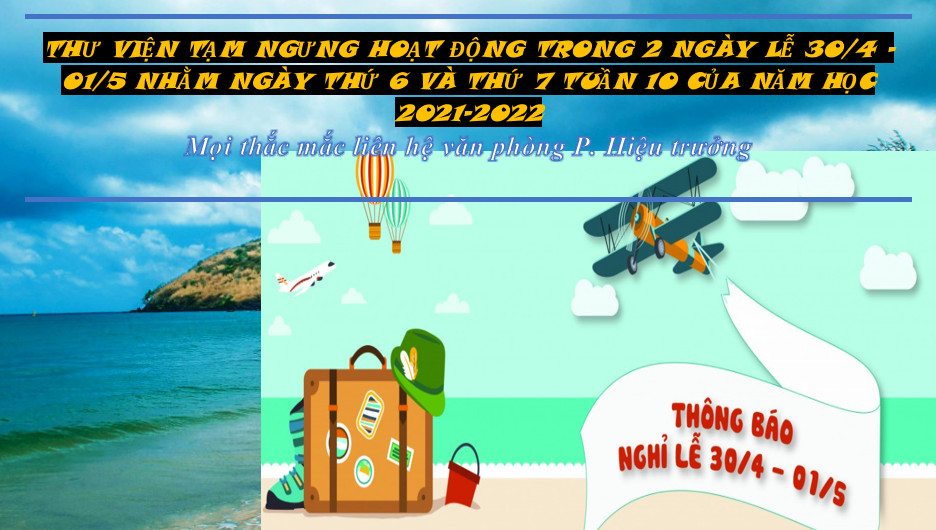 THƯ VIỆN TẠM NGƯNG HOẠT ĐỘNG TRONG 2 NGÀY LỄ 30/4 -
01/5 NHẰM NGÀY THỨ 6 VÀ THỨ 7 TUẦN 10 CỦA NĂM HỌC
2021-2022
Mọi thắc mắc liên hệ văn phòng P. Hiệu trưởng
THÔNG BÁO
NGHỈ LỄ 30/4 - 01/5